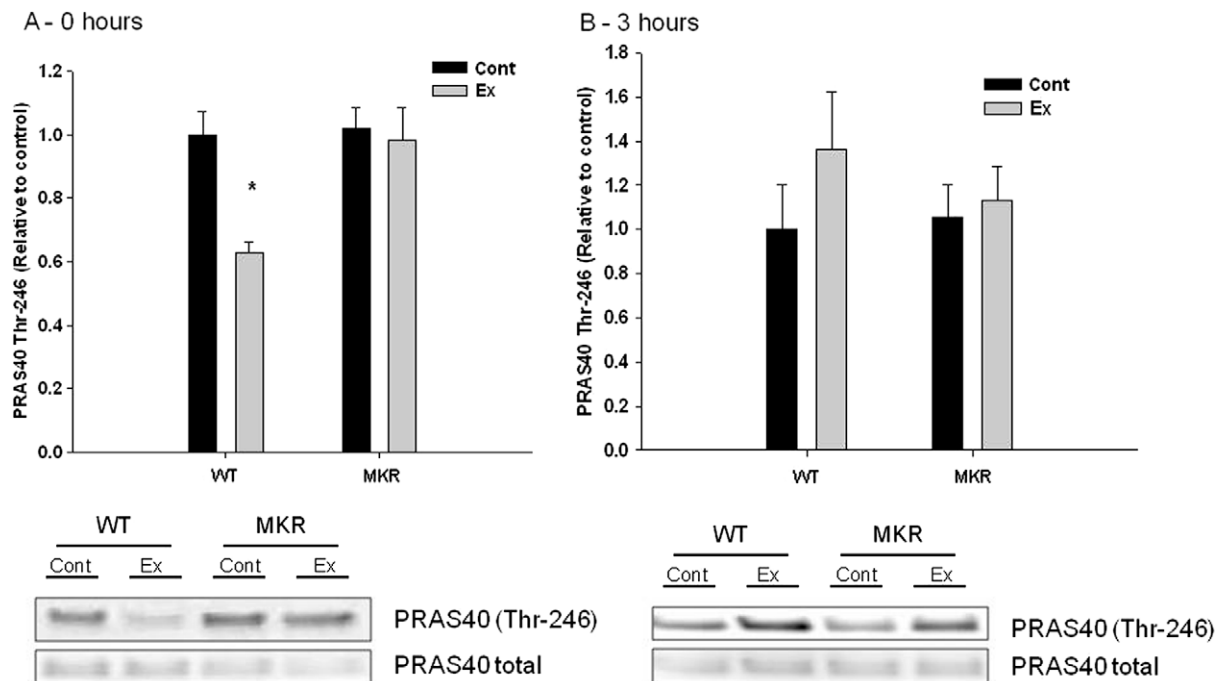 A - 0 hours
PRAS40 Thr-246 (Relative to control)
1.2
1.0
0.8
0.6
0.4
0.2
0.0
Cont
Ex
*
WT
MKR
WT MKR
Cont Ex Cont Ex
PRAS40 (Thr-246)
PRAS40 total
B - 3 hours
PRAS40 Thr-246 (Relative to control)
1.8
1.6
1.4
1.2
1.0
0.8
0.6
0.4
0.2
0.0
Cont
Ex
WT
MKR
WT MKR
Cont Ex Cont Ex
PRAS40 (Thr-246)
PRAS40 total